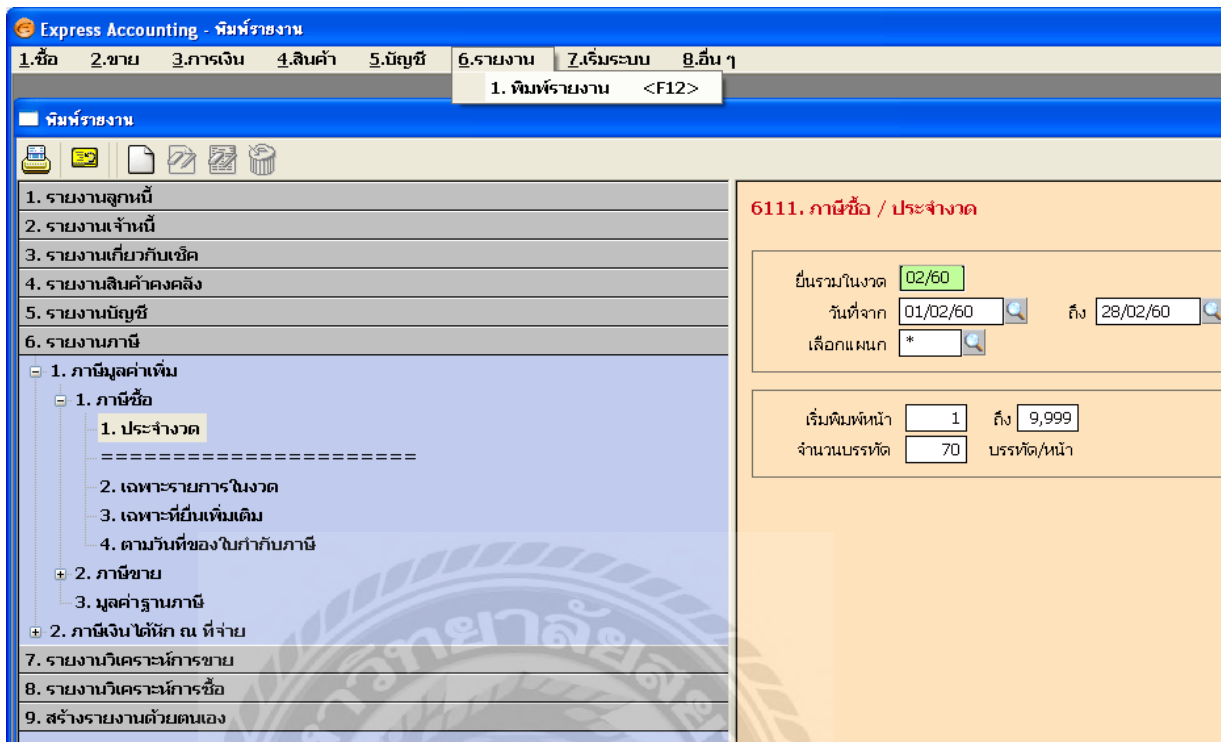 Express Accounting - พิมพ์รายงาน
1.ซื้อ 2.ขาย 3.การเงิน 4.สินค้า 5.บัญชี 6.รายงาน 7.เริ่มระบบ 8.อื่น ๆ
1. พิมพ์รายงาน <F12>
พิมพ์รายงาน
1. รายงานลูกหนี้
2. รายงานเจ้าหนี้
3. รายงานเกี่ยวกับเช็ค
4. รายงานสินค้าคงคลัง
5. รายงานบัญชี
6. รายงานภาษี
1. ภาษีมูลค่าเพิ่ม
1. ภาษีซื้อ
1. ประจำงวด
======================
2. เฉพาะรายการในงวด
3. เฉพาะที่ยื่นเพิ่มเติม
4. ตามวันที่ของใบกำกับภาษี
2. ภาษีขาย
3. มูลค่าฐานภาษี
2. ภาษีเงินได้หัก ณ ที่จ่าย
7. รายงานวิเคราะห์การขาย
8. รายงานวิเคราะห์การซื้อ
9. สร้างรายงานด้วยตนเอง
6111. ภาษีซื้อ / ประจำงวด
ยื่นรวมในงวด 02/60
วันที่จาก 01/02/60 ถึง 28/02/60
เลือกแผนก *
เริ่มพิมพ์หน้า 1 ถึง 9,999
จำนวนบรรทัด 70 บรรทัด/หน้า